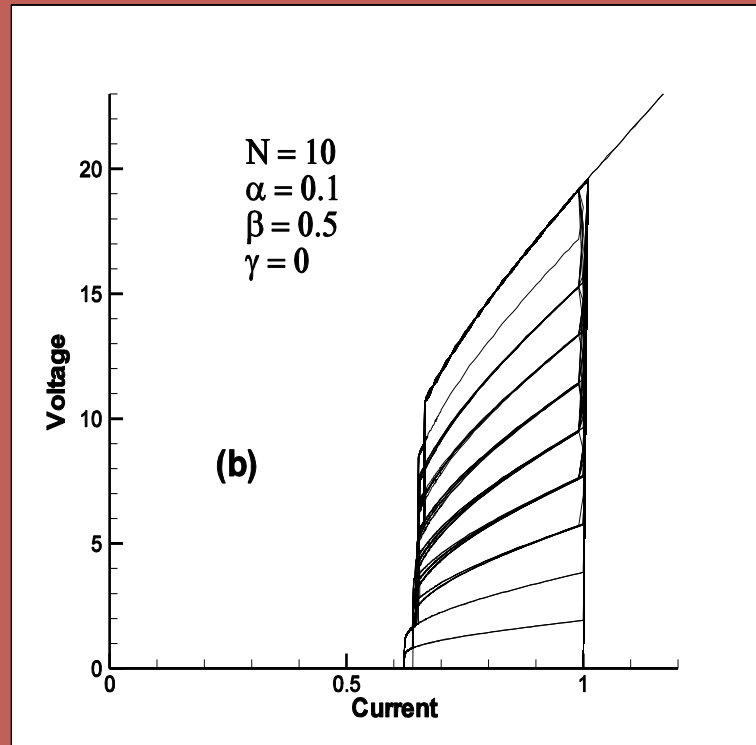 N = 10
α = 0.1
β = 0.5
γ = 0
(b)
Voltage
20
15
10
5
0
0
0.5
1
Current